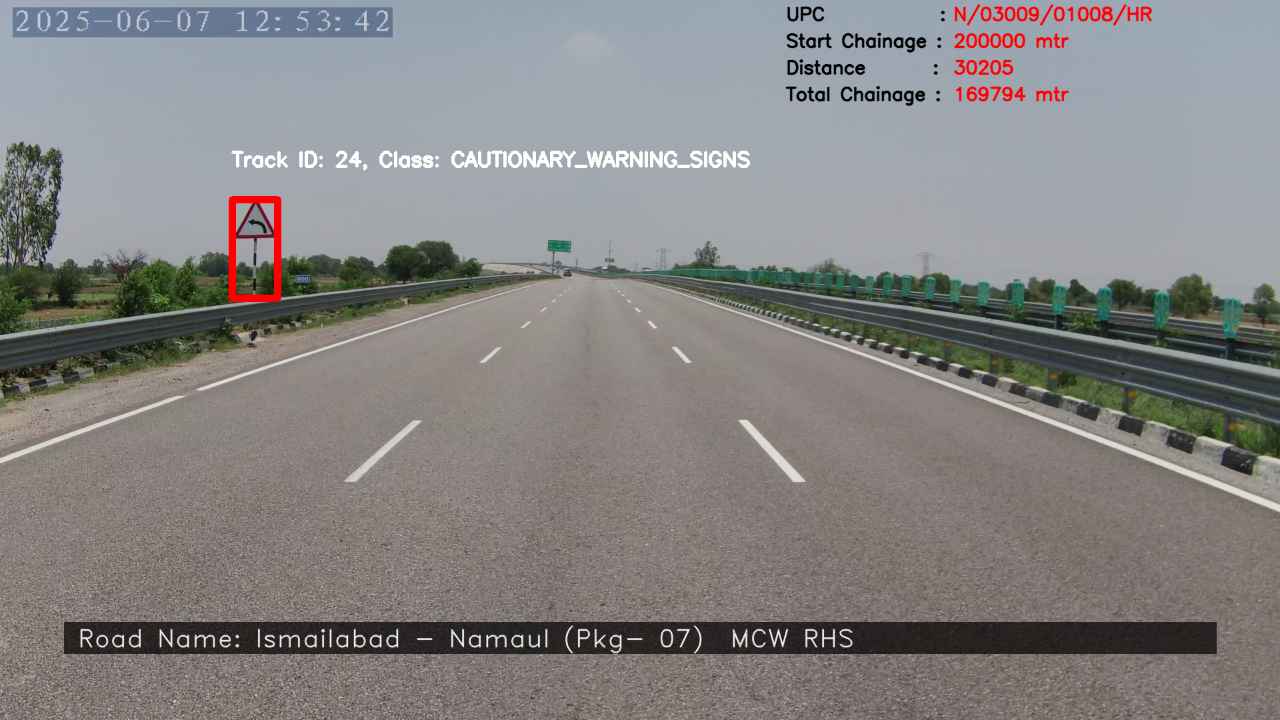 2025-06-07 12:53:42
UPC : N/03009/01008/HR
Start Chainage : 200000 mtr
Distance : 30205
Total Chainage : 169794 mtr
Track ID: 24, Class: CAUTIONARY_WARNING_SIGNS
Road Name: Ismailabad - Namaul (Pkg- 07) MCW RHS